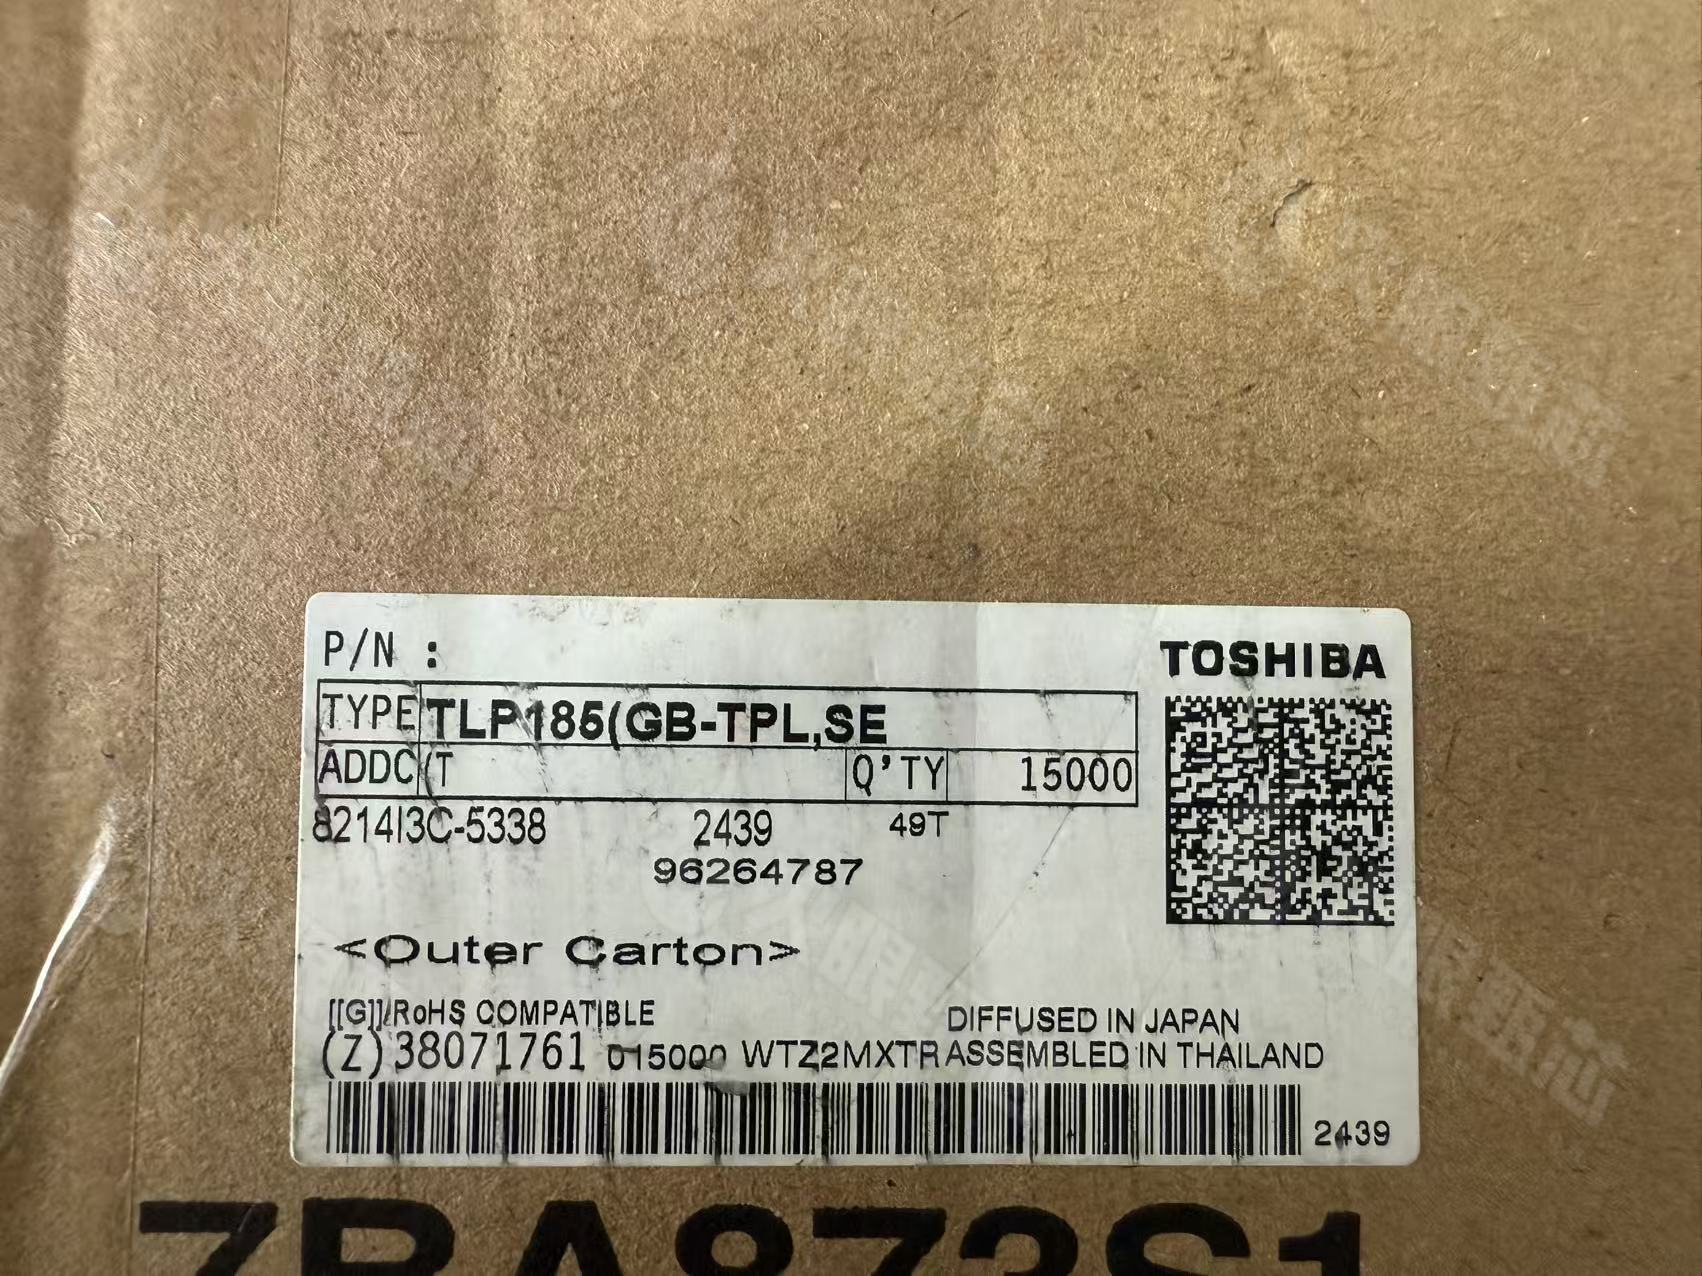 P/N :
TOSHIBA
TYPE TLP185(GB-TPL,SE
ADDC (T Q'TY 15000
8214I3C-5338 2439 49T
96264787
<Outer Carton>
[[G]]/RoHS COMPATIBLE DIFFUSED IN JAPAN
(Z)38071761 015000 WTZ2MXTR ASSEMBLED IN THAILAND
2439